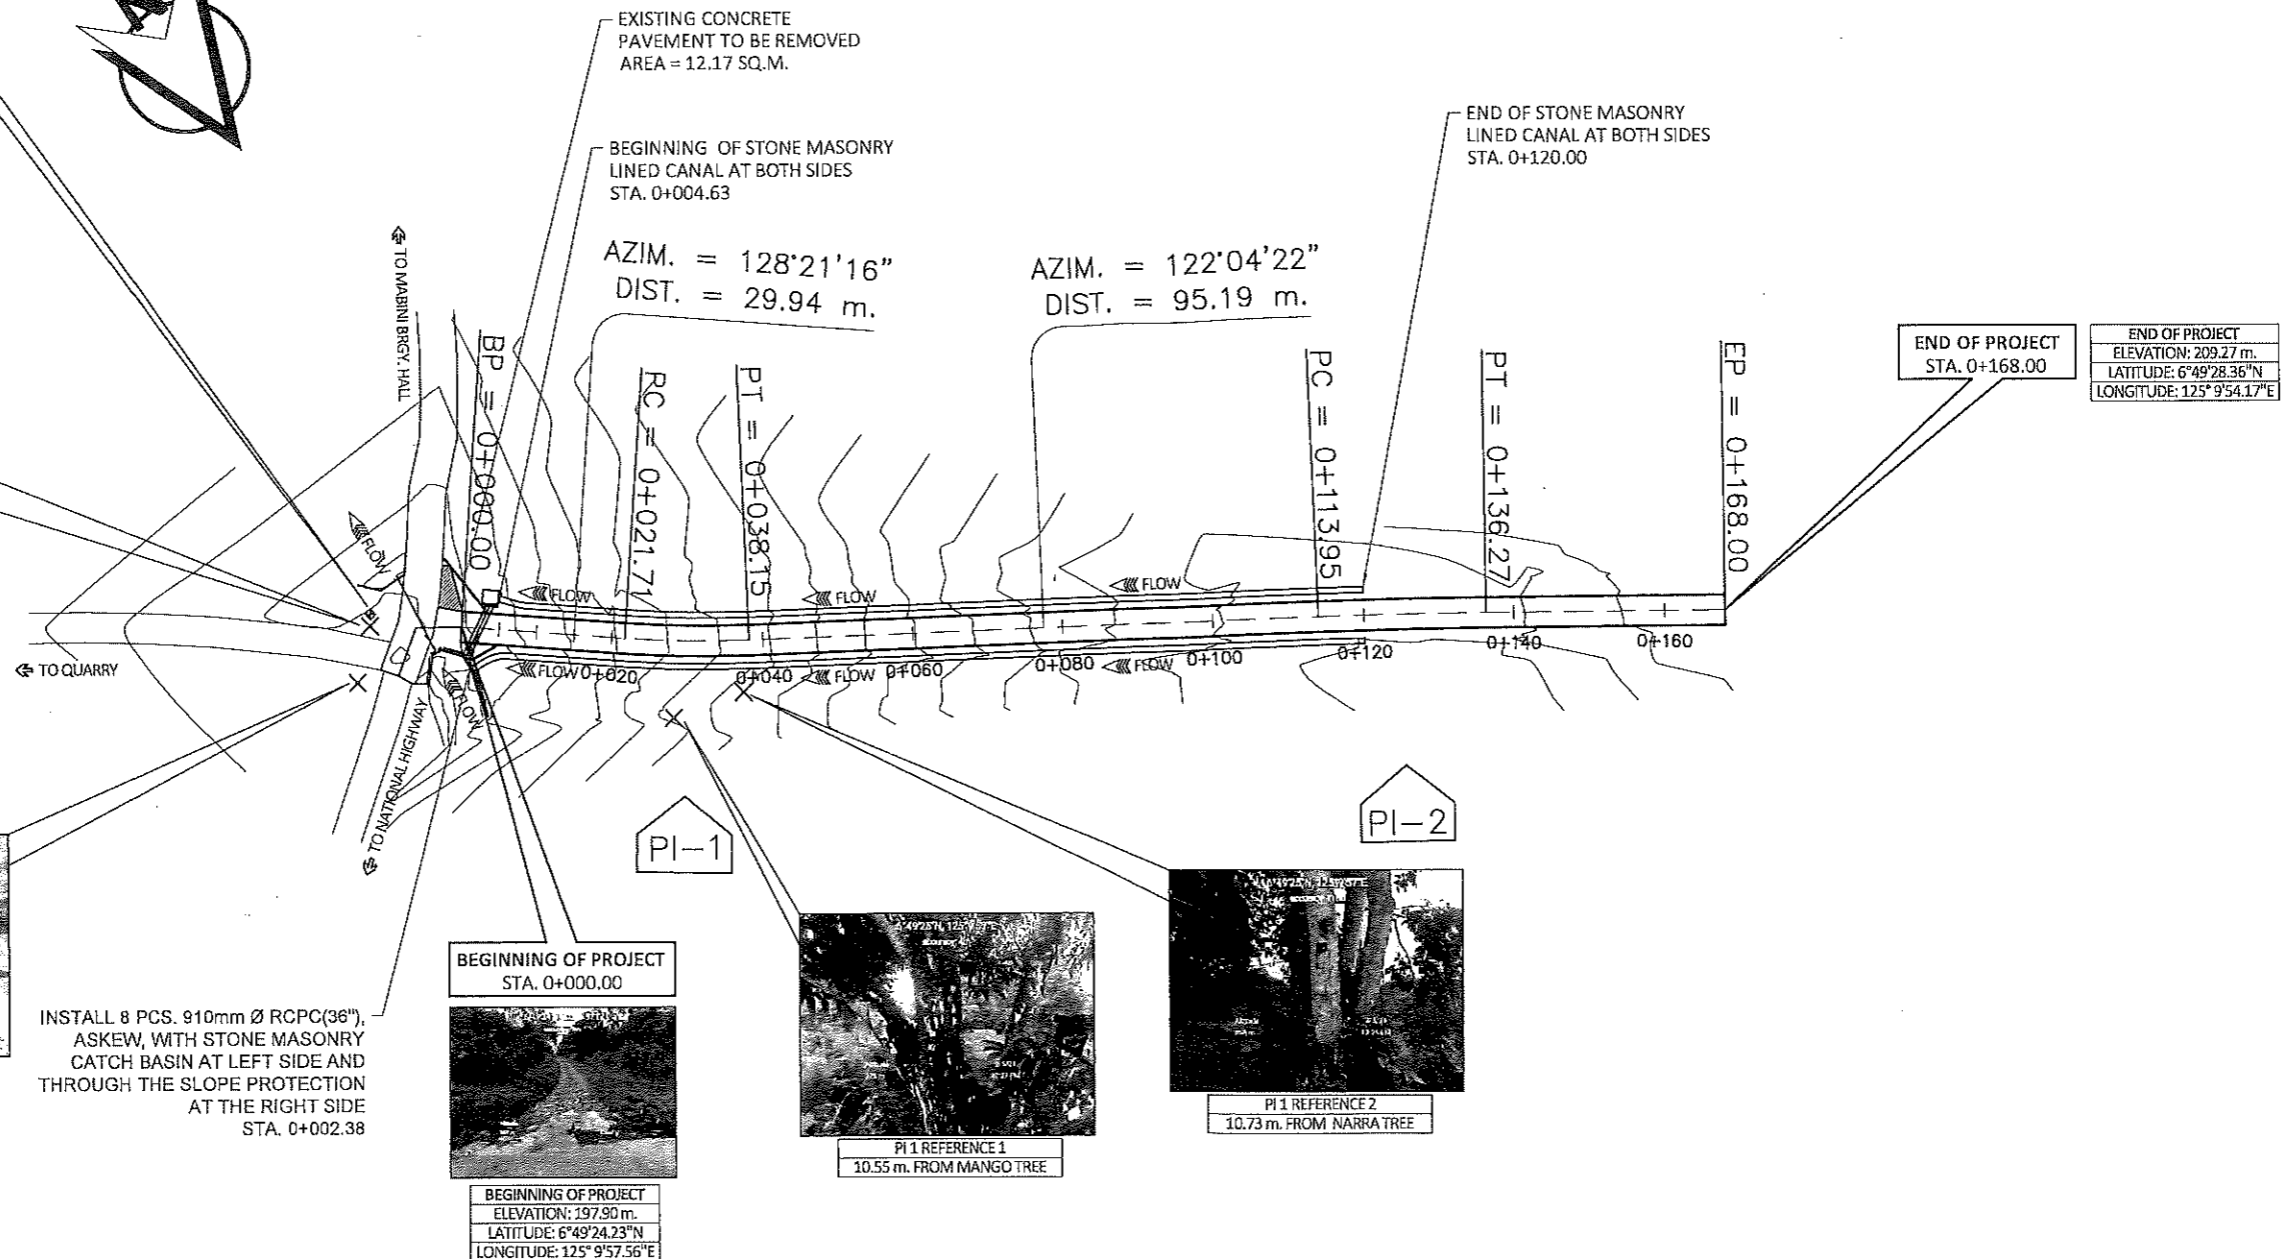 EXISTING CONCRETE
PAVEMENT TO BE REMOVED
AREA = 12.17 SQ.M.
BEGINNING OF STONE MASONRY
LINED CANAL AT BOTH SIDES
STA. 0+004.63
END OF STONE MASONRY
LINED CANAL AT BOTH SIDES
STA. 0+120.00
AZIM. = 128°21'16"
DIST. = 29.94 m.
AZIM. = 122°04'22"
DIST. = 95.19 m.
TO MABINI BRGY. HALL
BP = 0+000.00
RC = 0+021.71
PT = 0+038.15
PC = 0+113.95
PT = 0+136.27
EP = 0+168.00
END OF PROJECT
STA. 0+168.00
END OF PROJECT
ELEVATION: 209.27 m.
LATITUDE: 6°49'28.36"N
LONGITUDE: 125° 9'54.17"E
FLOW
FLOW
FLOW
FLOW
TO QUARRY
FLOW
FLOW
FLOW
FLOW
0+020
0+040
0+060
0+080
0+100
0+120
0+140
0+160
TO NATIONAL HIGHWAY
PI-1
PI-2
BEGINNING OF PROJECT
STA. 0+000.00
INSTALL 8 PCS. 910mm Ø RCPC(36"),
ASKEW, WITH STONE MASONRY
CATCH BASIN AT LEFT SIDE AND
THROUGH THE SLOPE PROTECTION
AT THE RIGHT SIDE
STA. 0+002.38
PI 1 REFERENCE 1
10.55 m. FROM MANGO TREE
PI 1 REFERENCE 2
10.73 m. FROM NARRA TREE
BEGINNING OF PROJECT
ELEVATION: 197.90 m.
LATITUDE: 6°49'24.23"N
LONGITUDE: 125° 9'57.56"E